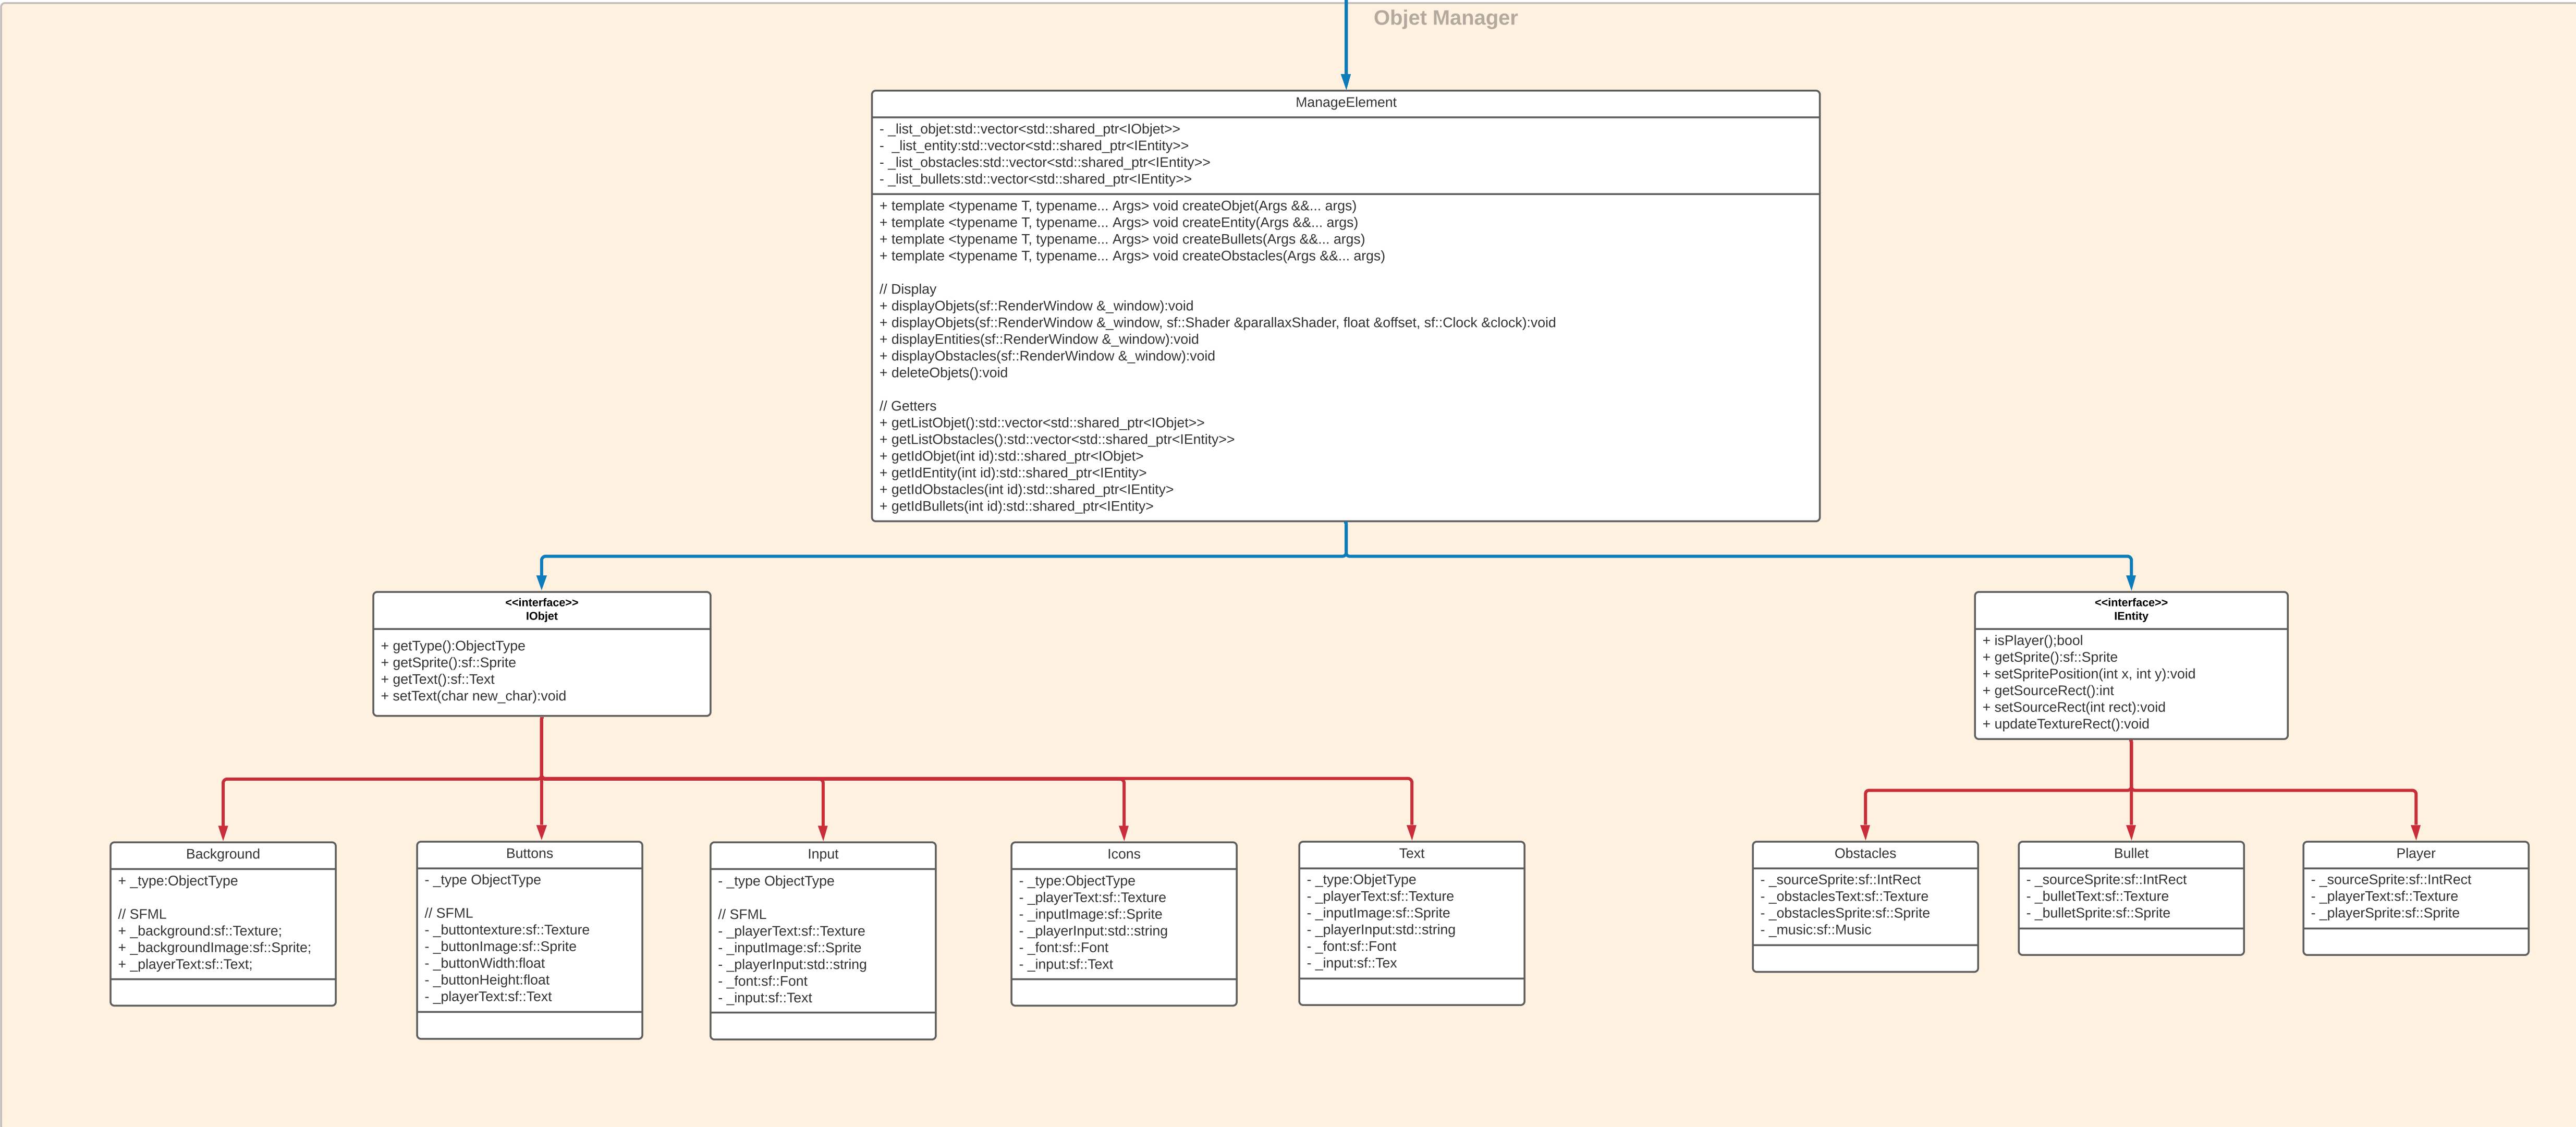 Objet Manager
ManageElement
- _list_objet:std::vector<std::shared_ptr<IObjet>>
-  _list_entity:std::vector<std::shared_ptr<IEntity>>
- _list_obstacles:std::vector<std::shared_ptr<IEntity>>
- _list_bullets:std::vector<std::shared_ptr<IEntity>>
+ template <typename T, typename... Args> void createObjet(Args &&... args)
+ template <typename T, typename... Args> void createEntity(Args &&... args)
+ template <typename T, typename... Args> void createBullets(Args &&... args)
+ template <typename T, typename... Args> void createObstacles(Args &&... args)
// Display
+ displayObjets(sf::RenderWindow &_window):void
+ displayObjets(sf::RenderWindow &_window, sf::Shader &parallaxShader, float &offset, sf::Clock &clock):void
+ displayEntities(sf::RenderWindow &_window):void
+ displayObstacles(sf::RenderWindow &_window):void
+ deleteObjets():void
// Getters
+ getListObjet():std::vector<std::shared_ptr<IObjet>>
+ getListObstacles():std::vector<std::shared_ptr<IEntity>>
+ getIdObjet(int id):std::shared_ptr<IObjet>
+ getIdEntity(int id):std::shared_ptr<IEntity>
+ getIdObstacles(int id):std::shared_ptr<IEntity>
+ getIdBullets(int id):std::shared_ptr<IEntity>
<<interface>>
IObjet
+ getType():ObjectType
+ getSprite():sf::Sprite
+ getText():sf::Text
+ setText(char new_char):void
<<interface>>
IEntity
+ isPlayer();bool
+ getSprite():sf::Sprite
+ setSpritePosition(int x, int y):void
+ getSourceRect():int
+ setSourceRect(int rect):void
+ updateTextureRect():void
Background
+ _type:ObjectType
// SFML
+ _background:sf::Texture;
+ _backgroundImage:sf::Sprite;
+ _playerText:sf::Text;
Buttons
- _type ObjectType
// SFML
- _buttontexture:sf::Texture
- _buttonImage:sf::Sprite
- _buttonWidth:float
- _buttonHeight:float
- _playerText:sf::Text
Input
- _type ObjectType
// SFML
- _playerText:sf::Texture
- _inputImage:sf::Sprite
- _playerInput:std::string
- _font:sf::Font
- _input:sf::Text
Icons
- _type:ObjectType
- _playerText:sf::Texture
- _inputImage:sf::Sprite
- _playerInput:std::string
- _font:sf::Font
- _input:sf::Text
Text
- _type:ObjetType
- _playerText:sf::Texture
- _inputImage:sf::Sprite
- _playerInput:std::string
- _font:sf::Font
- _input:sf::Tex
Obstacles
- _sourceSprite:sf::IntRect
- _obstaclesText:sf::Texture
- _obstaclesSprite:sf::Sprite
- _music:sf::Music
Bullet
- _sourceSprite:sf::IntRect
- _bulletText:sf::Texture
- _bulletSprite:sf::Sprite
Player
- _sourceSprite:sf::IntRect
- _playerText:sf::Texture
- _playerSprite:sf::Sprite